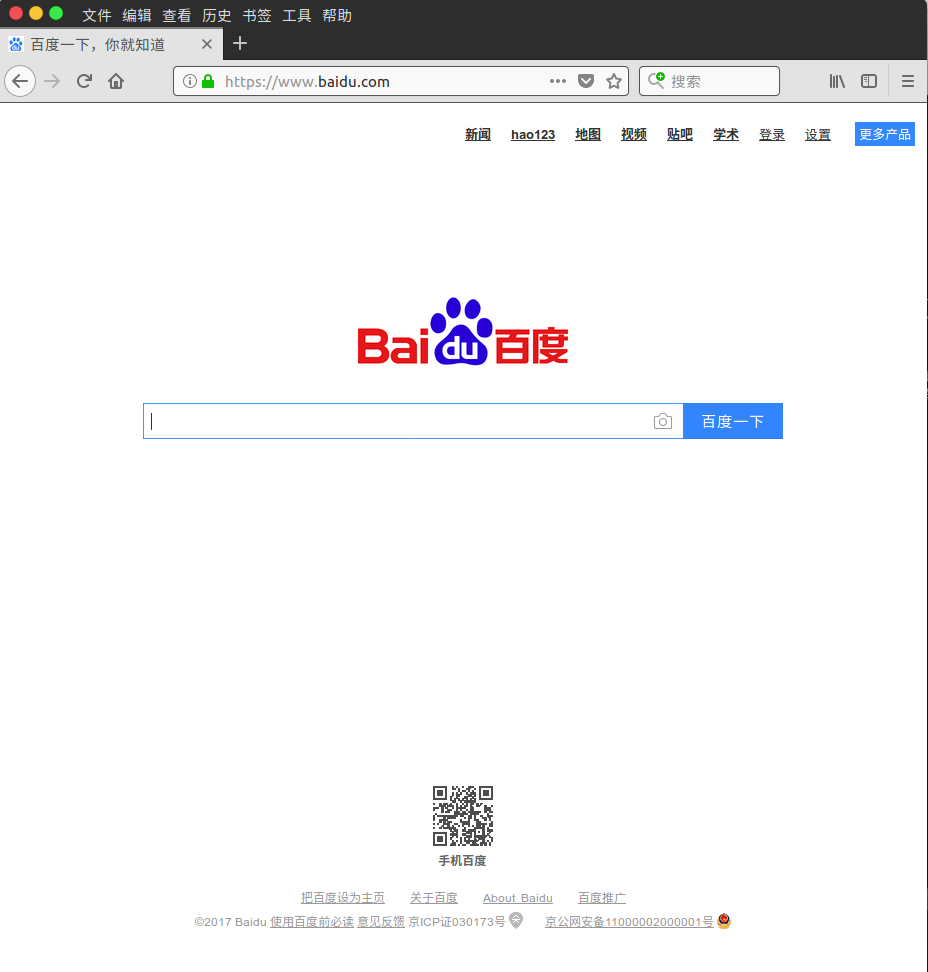 文件 编辑 查看 历史 书签 工具 帮助
百度一下，你就知道
https://www.baidu.com
搜索
新闻 hao123 地图 视频 贴吧 学术 登录 设置 更多产品
Baidu百度
百度一下
手机百度
把百度设为主页 关于百度 About Baidu 百度推广
©2017 Baidu 使用百度前必读 意见反馈 京ICP证030173号 京公网安备11000002000001号